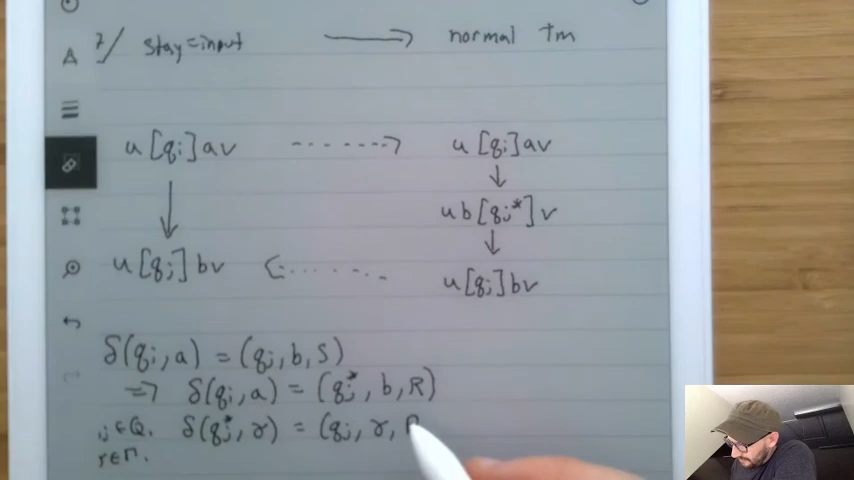 7/ stay=input → normal Tm
u[qi]av ------> u[qi]av
↓ ↓
ub[qj*]v
↓
u[qj]bv <...... u[qj]bv
δ(qi,a) = (qj,b,S)
=> δ(qi,a) = (qj*,b,R)
δ(qj*,γ) = (qj,γ,